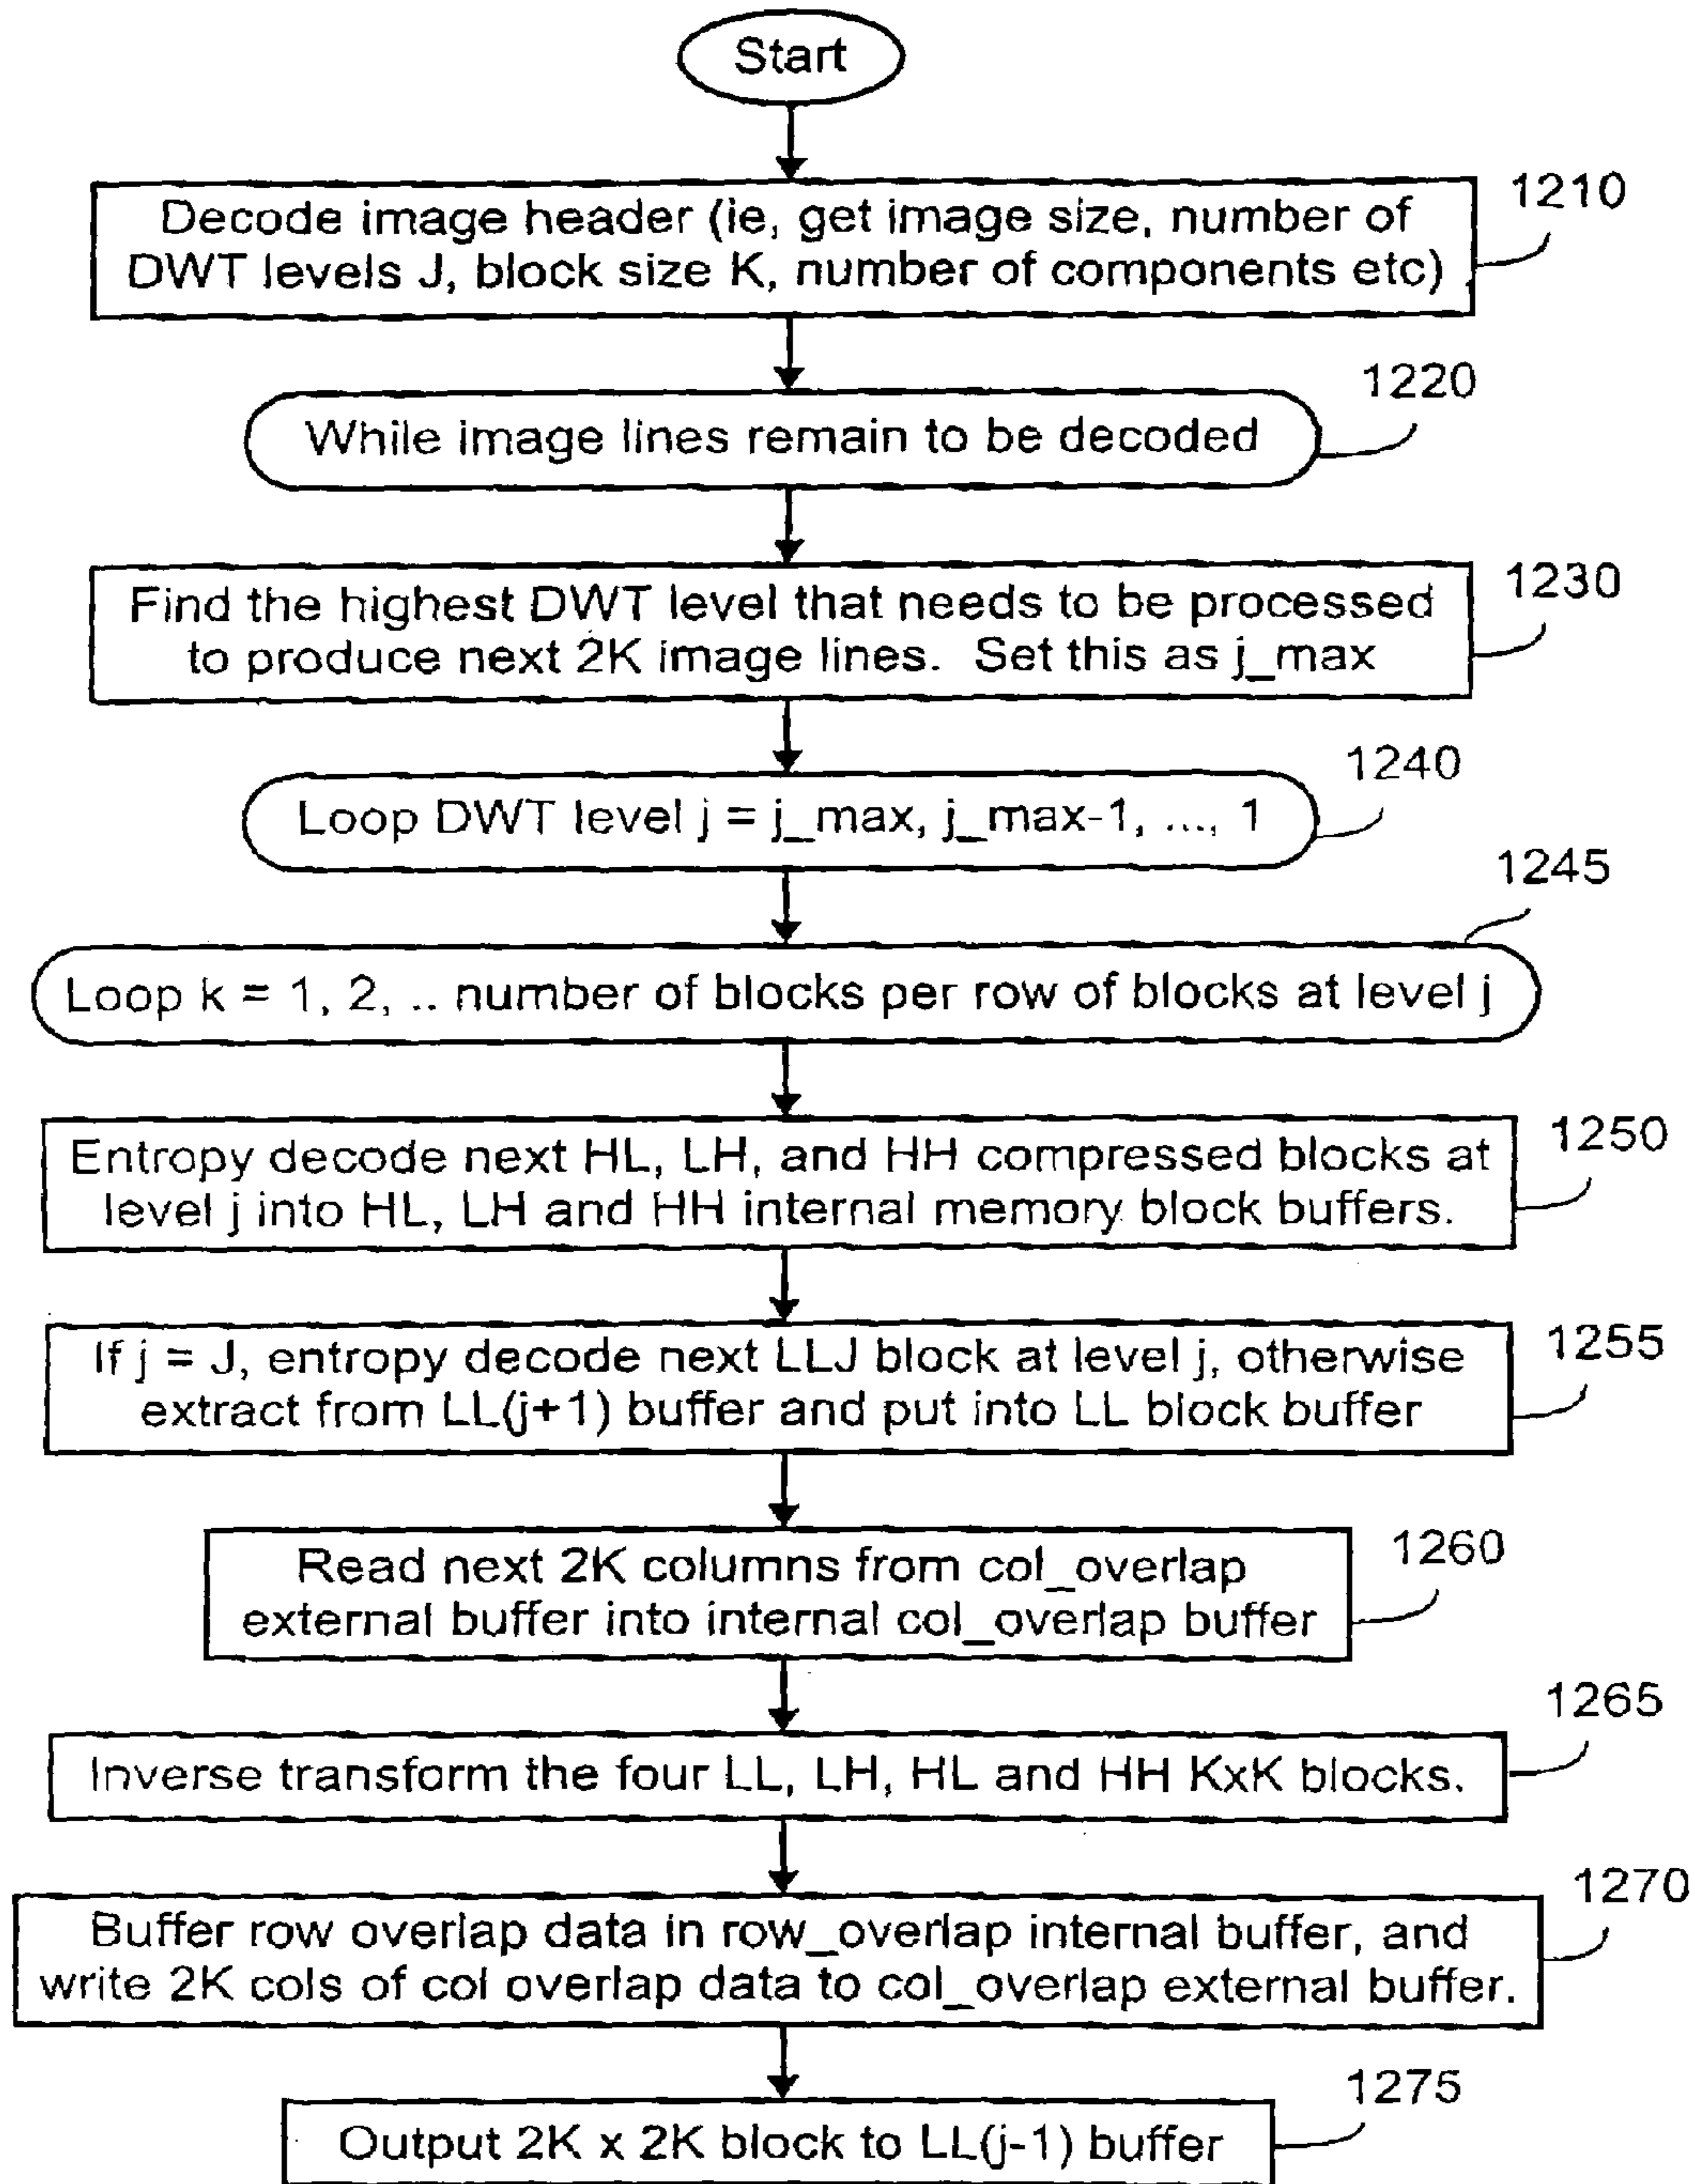 Start
Decode image header (ie, get image size, number of
DWT levels J, block size K, number of components etc)
1210
While image lines remain to be decoded
1220
Find the highest DWT level that needs to be processed
to produce next 2K image lines. Set this as j_max
1230
Loop DWT level j = j_max, j_max-1, ..., 1
1240
Loop k = 1, 2, .. number of blocks per row of blocks at level j
1245
Entropy decode next HL, LH, and HH compressed blocks at
level j into HL, LH and HH internal memory block buffers.
1250
If j = J, entropy decode next LLJ block at level j, otherwise
extract from LL(j+1) buffer and put into LL block buffer
1255
Read next 2K columns from col_overlap
external buffer into internal col_overlap buffer
1260
Inverse transform the four LL, LH, HL and HH KxK blocks.
1265
Buffer row overlap data in row_overlap internal buffer, and
write 2K cols of col overlap data to col_overlap external buffer.
1270
Output 2K x 2K block to LL(j-1) buffer
1275